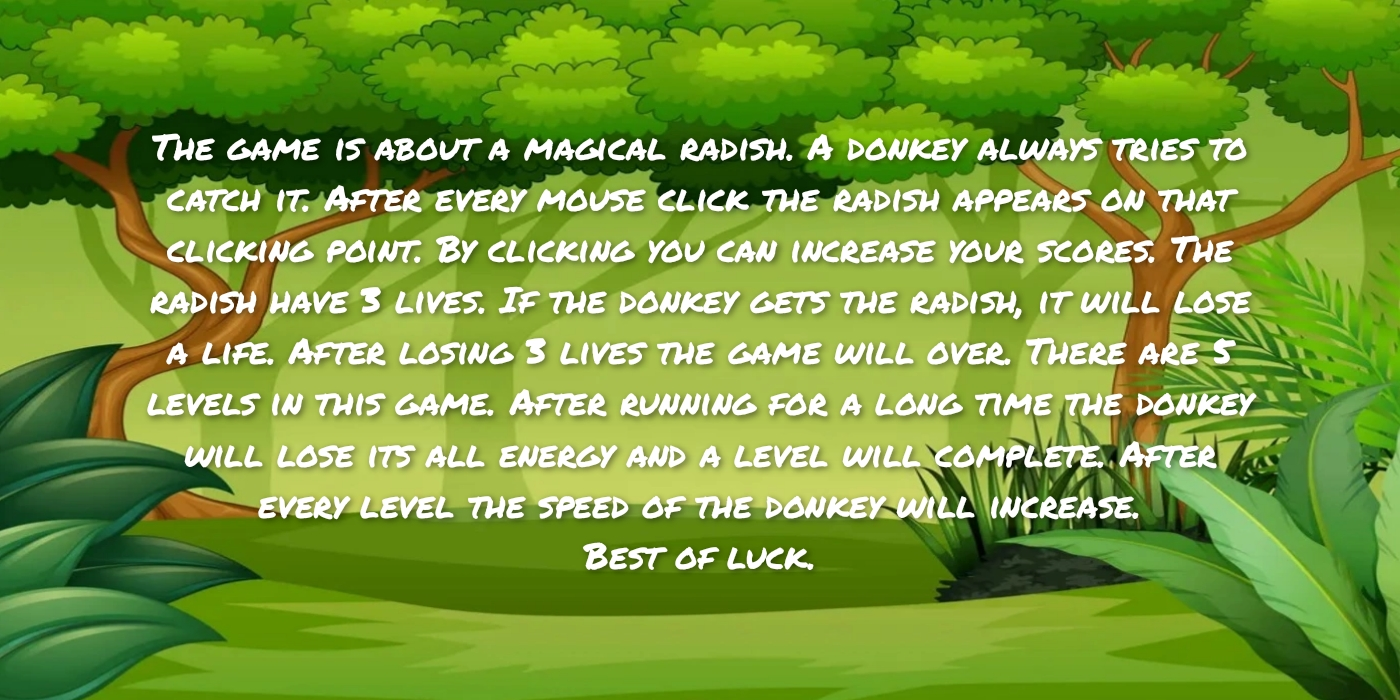 The game is about a magical radish. A donkey always tries to
catch it. After every mouse click the radish appears on that
clicking point. By clicking you can increase your scores. The
radish have 3 lives. If the donkey gets the radish, it will lose
a life. After losing 3 lives the game will over. There are 5
levels in this game. After running for a long time the donkey
will lose its all energy and a level will complete. After
every level the speed of the donkey will increase.
Best of luck.